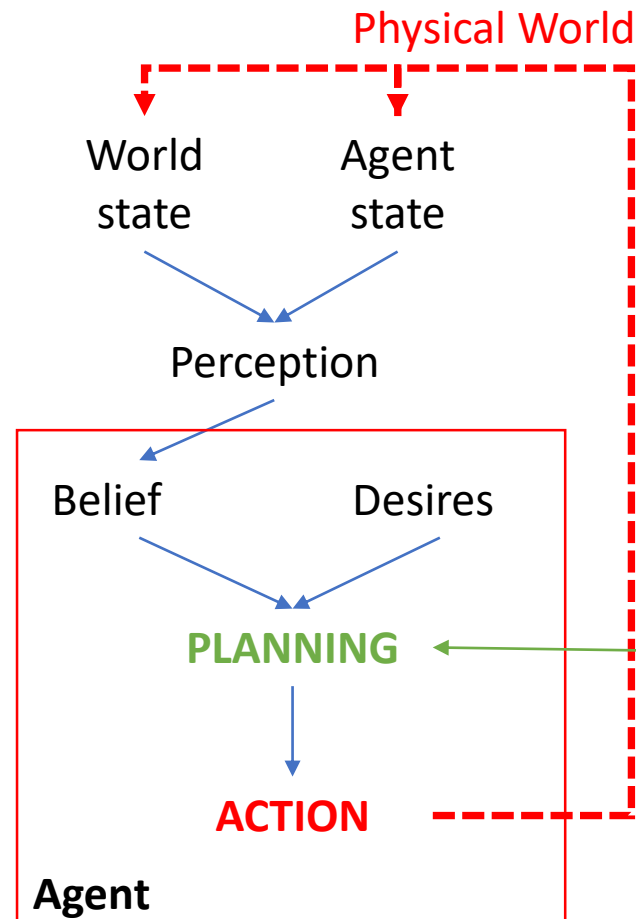 Physical World
World
state
Agent
state
Perception
Belief
Desires
PLANNING
ACTION
Agent